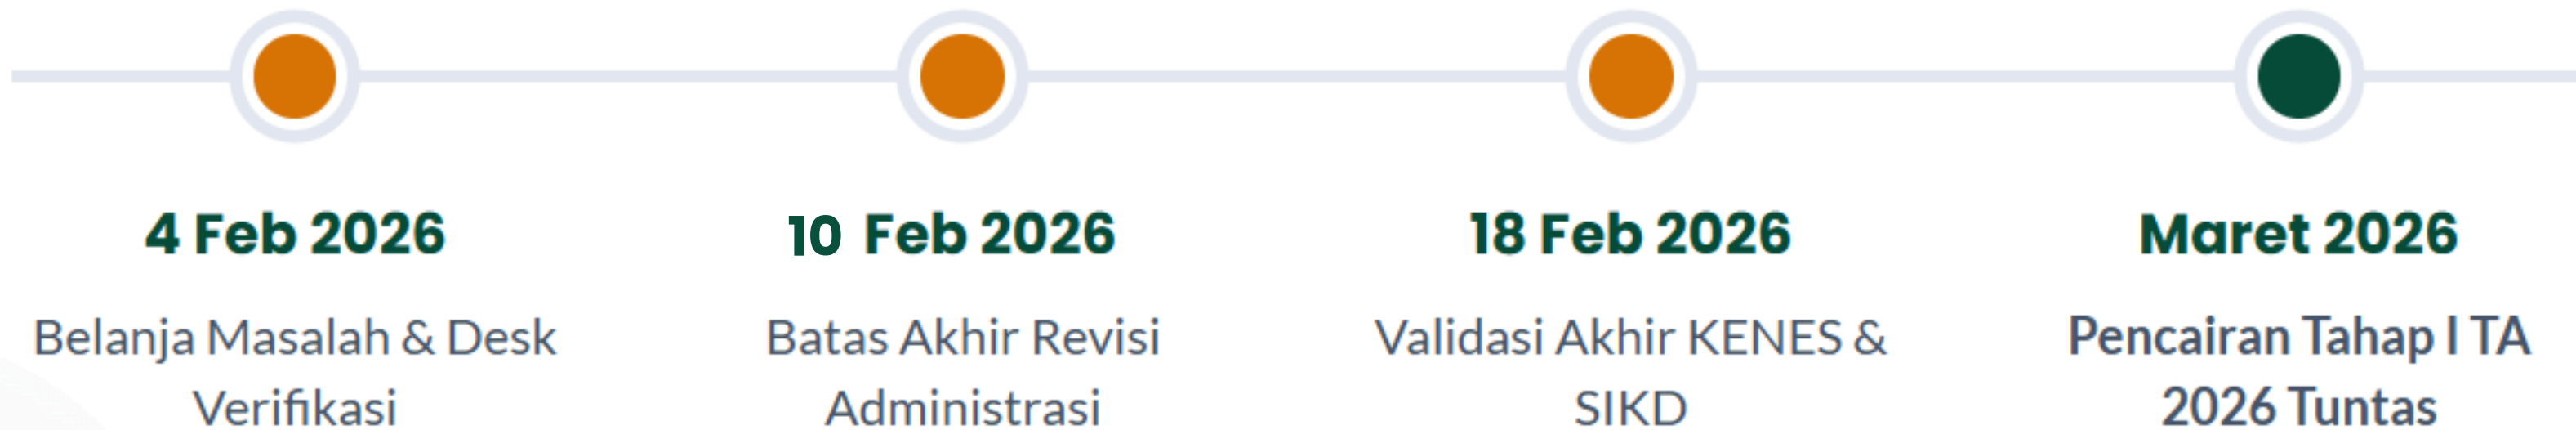 4 Feb 2026
Belanja Masalah & Desk
Verifikasi
10 Feb 2026
Batas Akhir Revisi
Administrasi
18 Feb 2026
Validasi Akhir KENES &
SIKD
Maret 2026
Pencairan Tahap I TA
2026 Tuntas